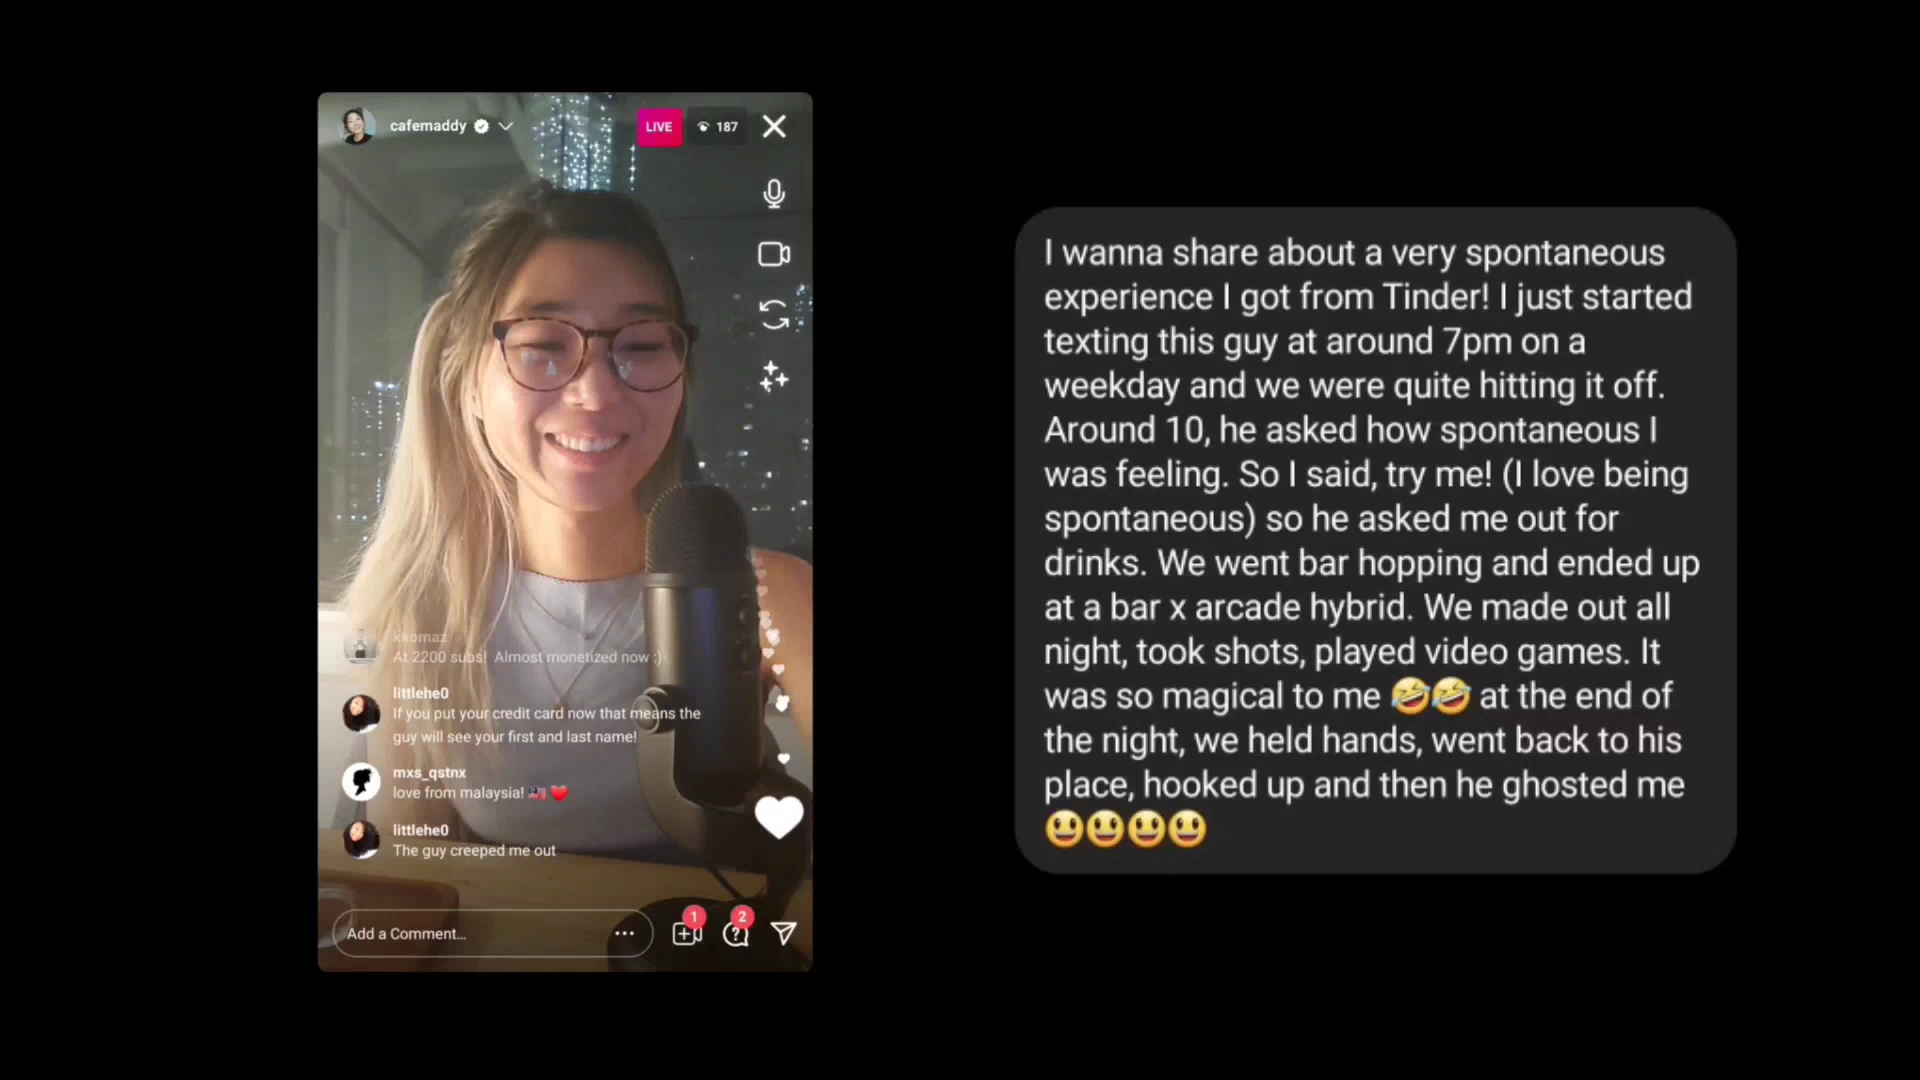 cafemaddy
LIVE
187
kkomaz
At 2200 subs! Almost monetized now :)
littlehe0
If you put your credit card now that means the
guy will see your first and last name!
mxs_qstnx
love from malaysia! 🇲🇾 ❤️
littlehe0
The guy creeped me out
Add a Comment...
1
2
I wanna share about a very spontaneous
experience I got from Tinder! I just started
texting this guy at around 7pm on a
weekday and we were quite hitting it off.
Around 10, he asked how spontaneous I
was feeling. So I said, try me! (I love being
spontaneous) so he asked me out for
drinks. We went bar hopping and ended up
at a bar x arcade hybrid. We made out all
night, took shots, played video games. It
was so magical to me 🤣🤣 at the end of
the night, we held hands, went back to his
place, hooked up and then he ghosted me
😃😃😃😃